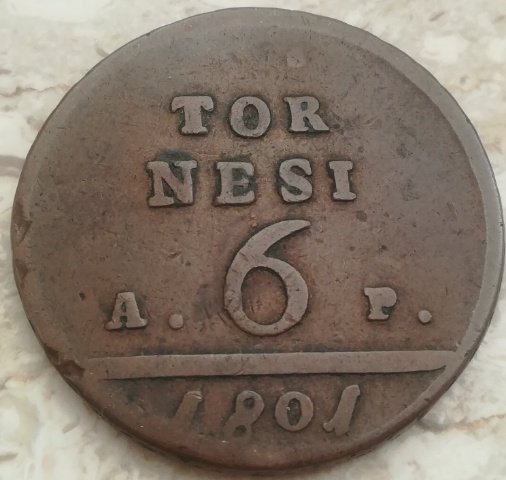 TOR
NESI
6
A. P.
1801